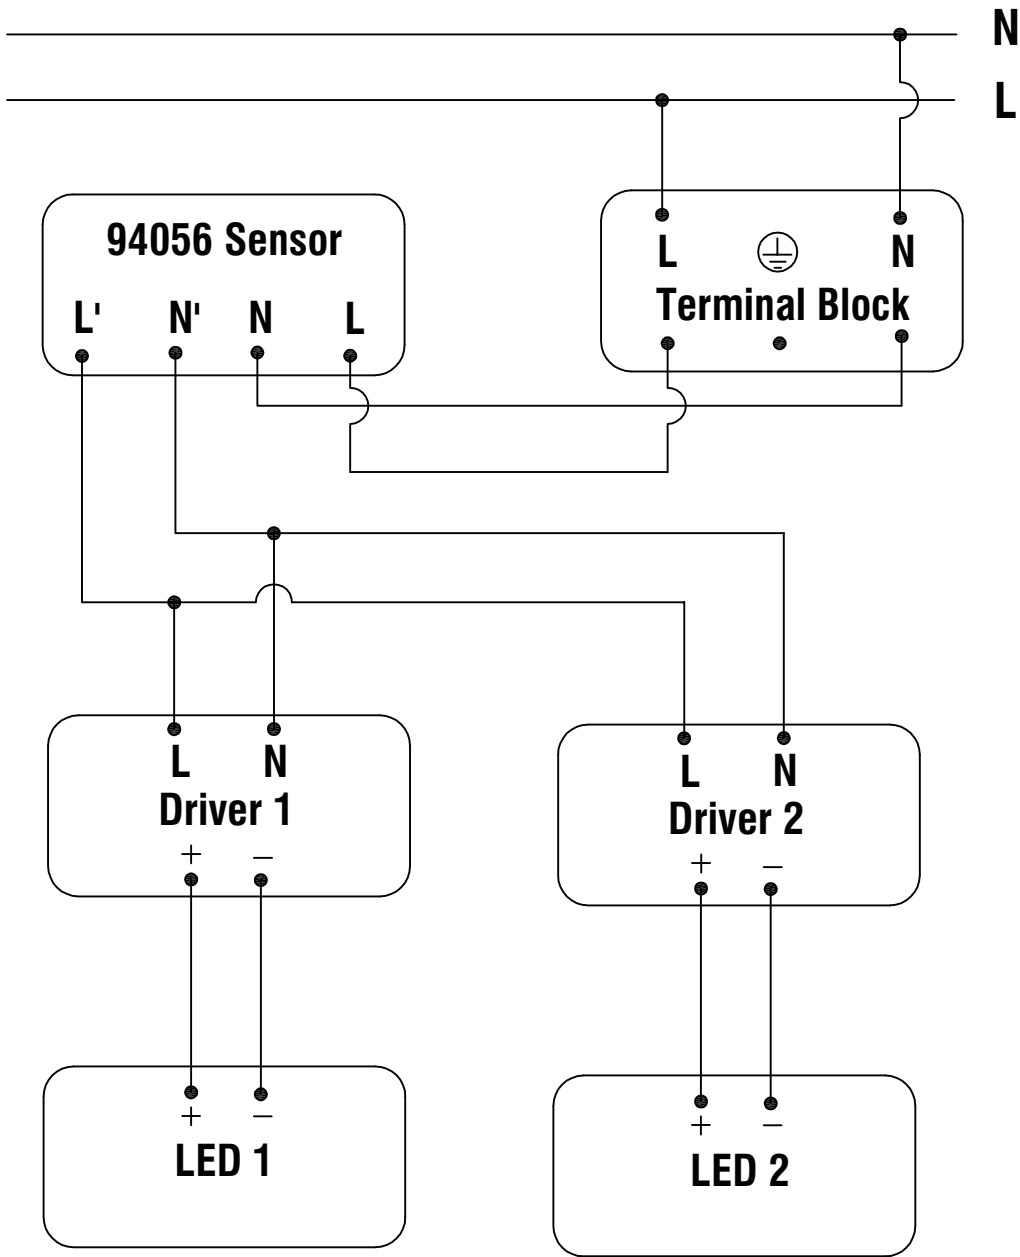 N
L
94056 Sensor
L' N' N L
L N
Terminal Block
L N
Driver 1
+ −
L N
Driver 2
+ −
+ −
LED 1
+ −
LED 2